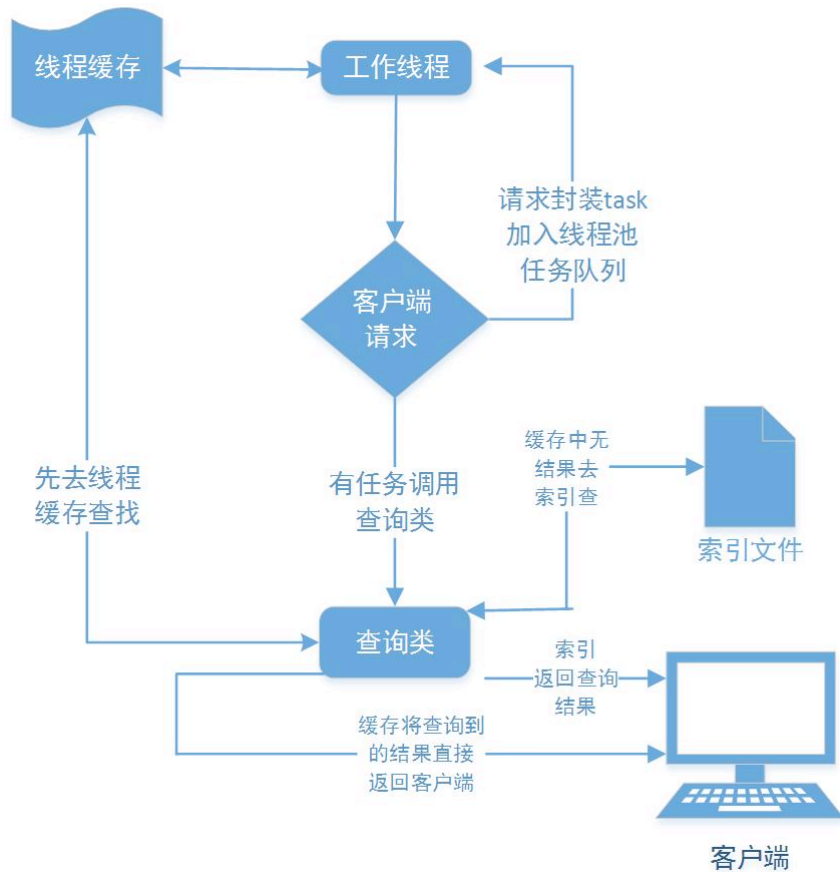 线程缓存
工作线程
请求封装task
加入线程池
任务队列
客户端
请求
先去线程
缓存查找
有任务调用
查询类
缓存中无
结果去
索引查
索引文件
查询类
索引
返回查询
结果
缓存将查询到
的结果直接
返回客户端
客户端